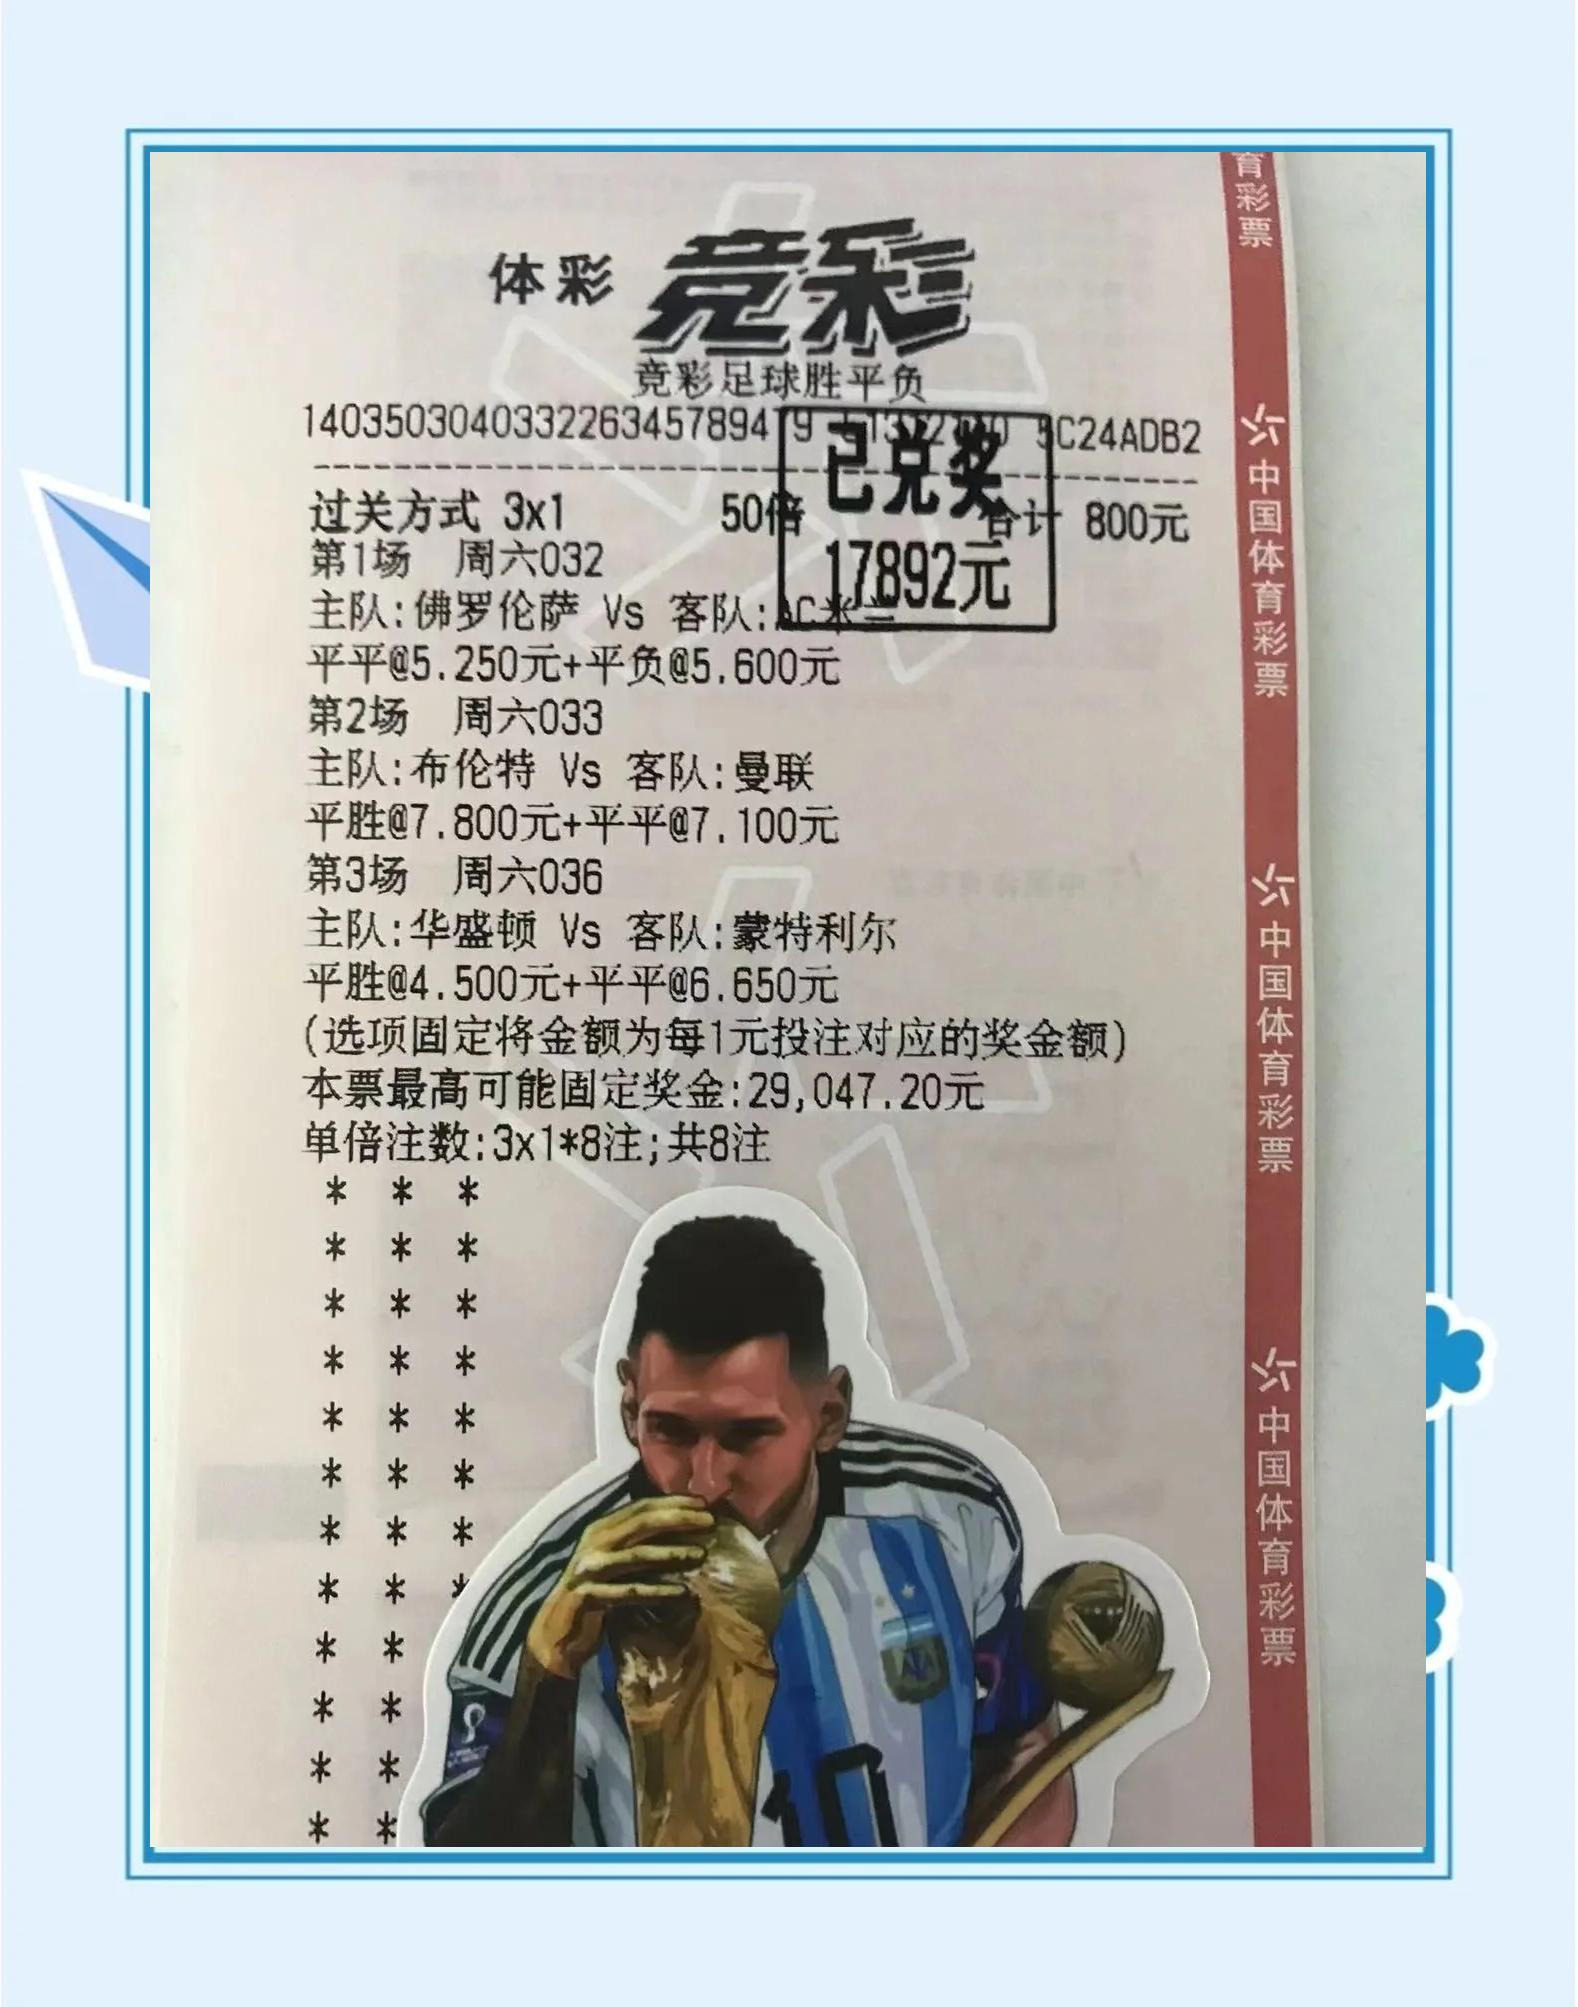 体彩 竞彩
竞彩足球胜平负
140350304033226345789419 5C24ADB2
已兑奖
17892元
过关方式 3x1 50倍 合计 800元
第1场 周六032
主队:佛罗伦萨 Vs 客队:AC米兰
平平@5.250元+平负@5.600元
第2场 周六033
主队:布伦特 Vs 客队:曼联
平胜@7.800元+平平@7.100元
第3场 周六036
主队:华盛顿 Vs 客队:蒙特利尔
平胜@4.500元+平平@6.650元
(选项固定将金额为每1元投注对应的奖金额)
本票最高可能固定奖金:29,047.20元
单倍注数:3x1*8注;共8注
* * *
* * *
* * *
* * *
* * *
* * *
* * *
* * *
* *
* *
* *
* *
10
育彩票
中国体育彩票
中国体育彩票
中国体育彩票